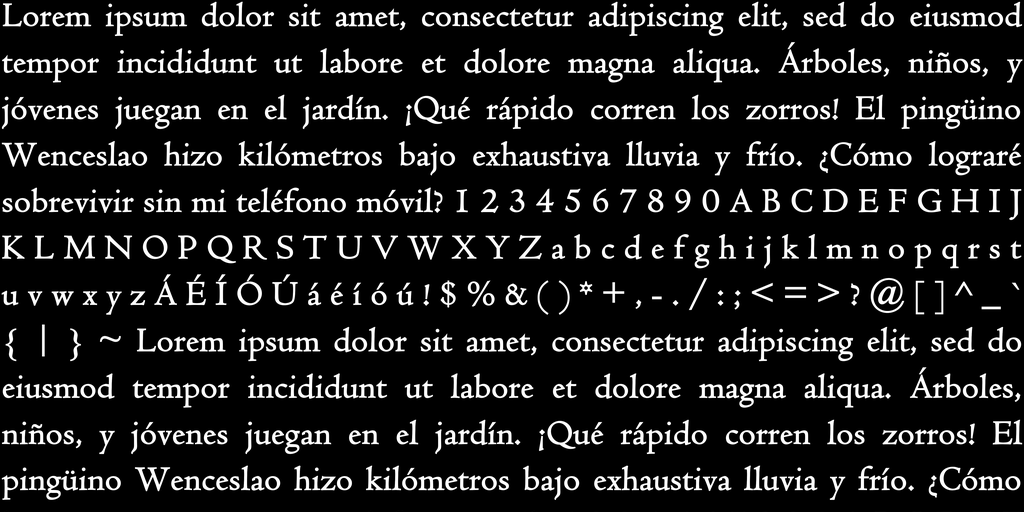 Lorem ipsum dolor sit amet, consectetur adipiscing elit, sed do eiusmod
tempor incididunt ut labore et dolore magna aliqua. Árboles, niños, y
jóvenes juegan en el jardín. ¡Qué rápido corren los zorros! El pingüino
Wenceslao hizo kilómetros bajo exhaustiva lluvia y frío. ¿Cómo lograré
sobrevivir sin mi teléfono móvil? 1 2 3 4 5 6 7 8 9 0 A B C D E F G H I J
K L M N O P Q R S T U V W X Y Z a b c d e f g h i j k l m n o p q r s t
u v w x y z Á É Í Ó Ú á é í ó ú ! $ % & ( ) * + , - . / : ; < = > ? @ [ ] ^ _ `
{ | } ~ Lorem ipsum dolor sit amet, consectetur adipiscing elit, sed do
eiusmod tempor incididunt ut labore et dolore magna aliqua. Árboles,
niños, y jóvenes juegan en el jardín. ¡Qué rápido corren los zorros! El
pingüino Wenceslao hizo kilómetros bajo exhaustiva lluvia y frío. ¿Cómo